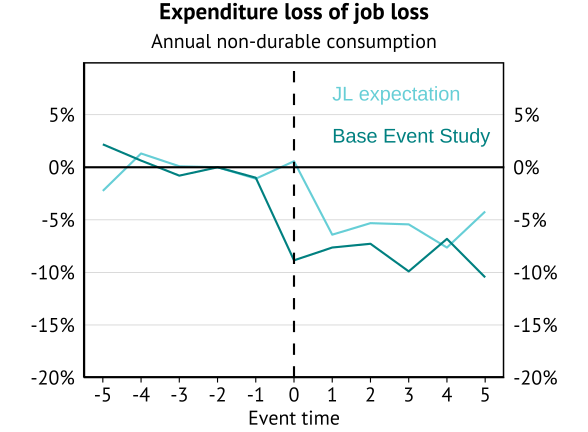 Expenditure loss of job loss
Annual non-durable consumption
JL expectation
Base Event Study
5% 5%
0% 0%
-5% -5%
-10% -10%
-15% -15%
-20% -20%
-5 -4 -3 -2 -1 0 1 2 3 4 5
Event time